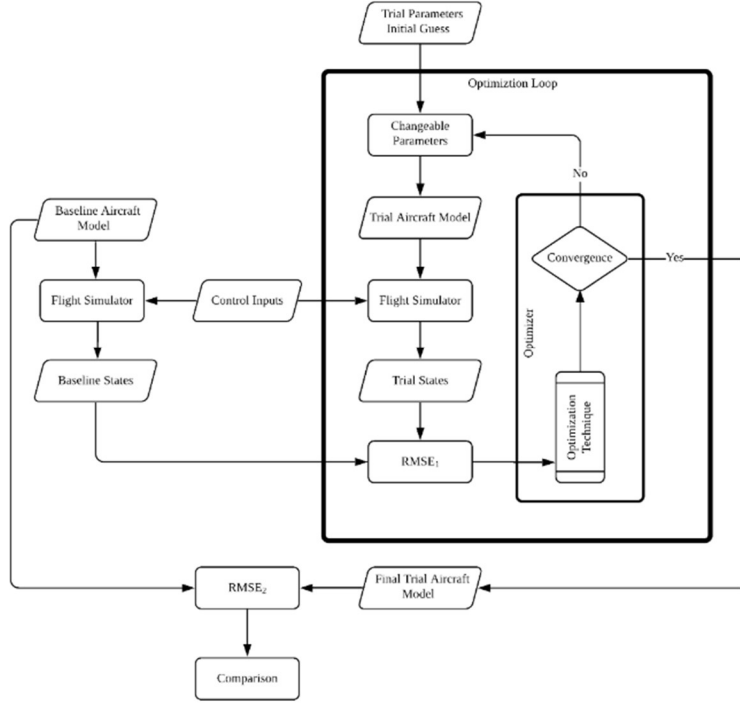 Trial Parameters
Initial Guess
Optimiztion Loop
Changeable
Parameters
No
Baseline Aircraft
Model
Trial Aircraft Model
Convergence
Yes
Flight Simulator
Control Inputs
Flight Simulator
Optimizer
Baseline States
Trial States
Optimization
Technique
RMSE₁
RMSE₂
Final Trial Aircraft
Model
Comparison